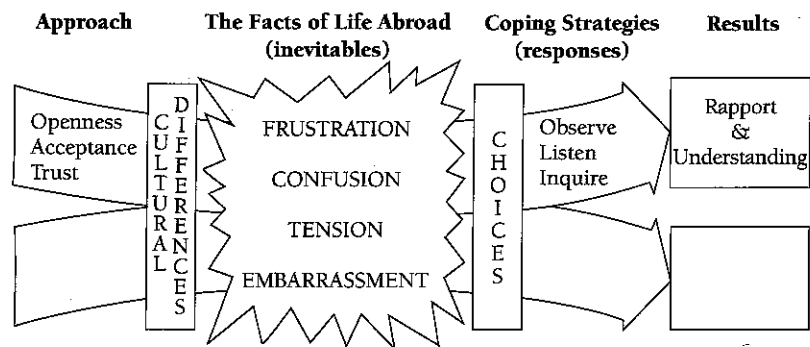 Approach
The Facts of Life Abroad
(inevitables)
Coping Strategies
(responses)
Results
Openness
Acceptance
Trust
CULTURAL
DIFFERENCES
FRUSTRATION
CONFUSION
TENSION
EMBARRASSMENT
CHOICES
Observe
Listen
Inquire
Rapport
&
Understanding